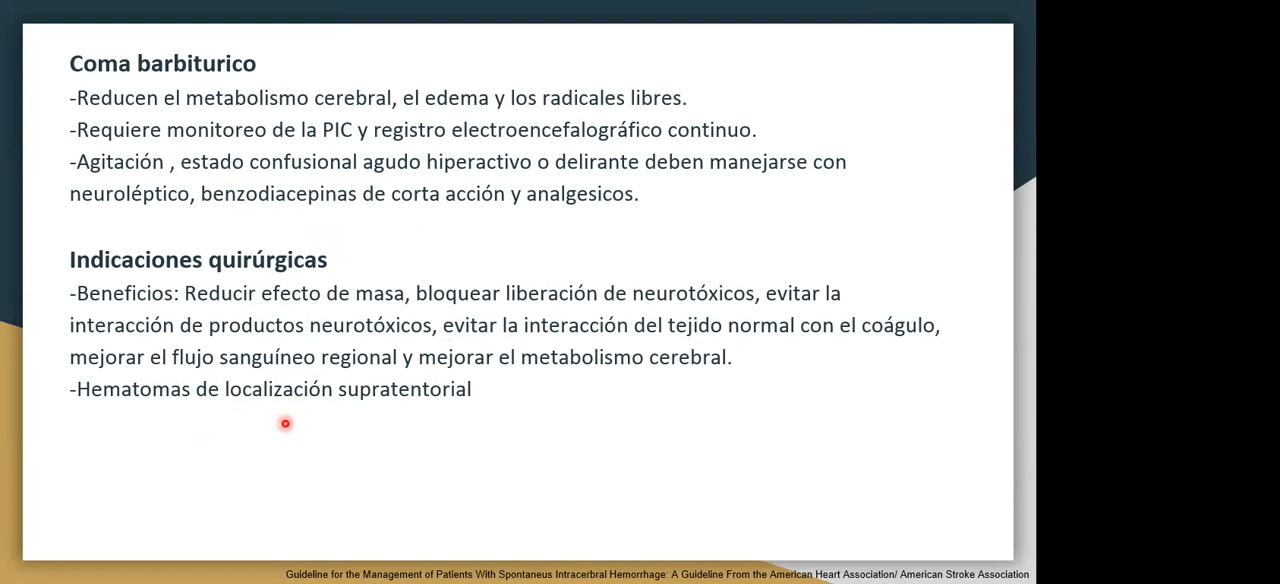 Coma barbiturico
-Reducen el metabolismo cerebral, el edema y los radicales libres.
-Requiere monitoreo de la PIC y registro electroencefalográfico continuo.
-Agitación , estado confusional agudo hiperactivo o delirante deben manejarse con
neuroléptico, benzodiacepinas de corta acción y analgesicos.
Indicaciones quirúrgicas
-Beneficios: Reducir efecto de masa, bloquear liberación de neurotóxicos, evitar la
interacción de productos neurotóxicos, evitar la interacción del tejido normal con el coágulo,
mejorar el flujo sanguíneo regional y mejorar el metabolismo cerebral.
-Hematomas de localización supratentorial
Guideline for the Management of Patients With Spontaneus Intracerbral Hemorrhage: A Guideline From the American Heart Association/ American Stroke Association